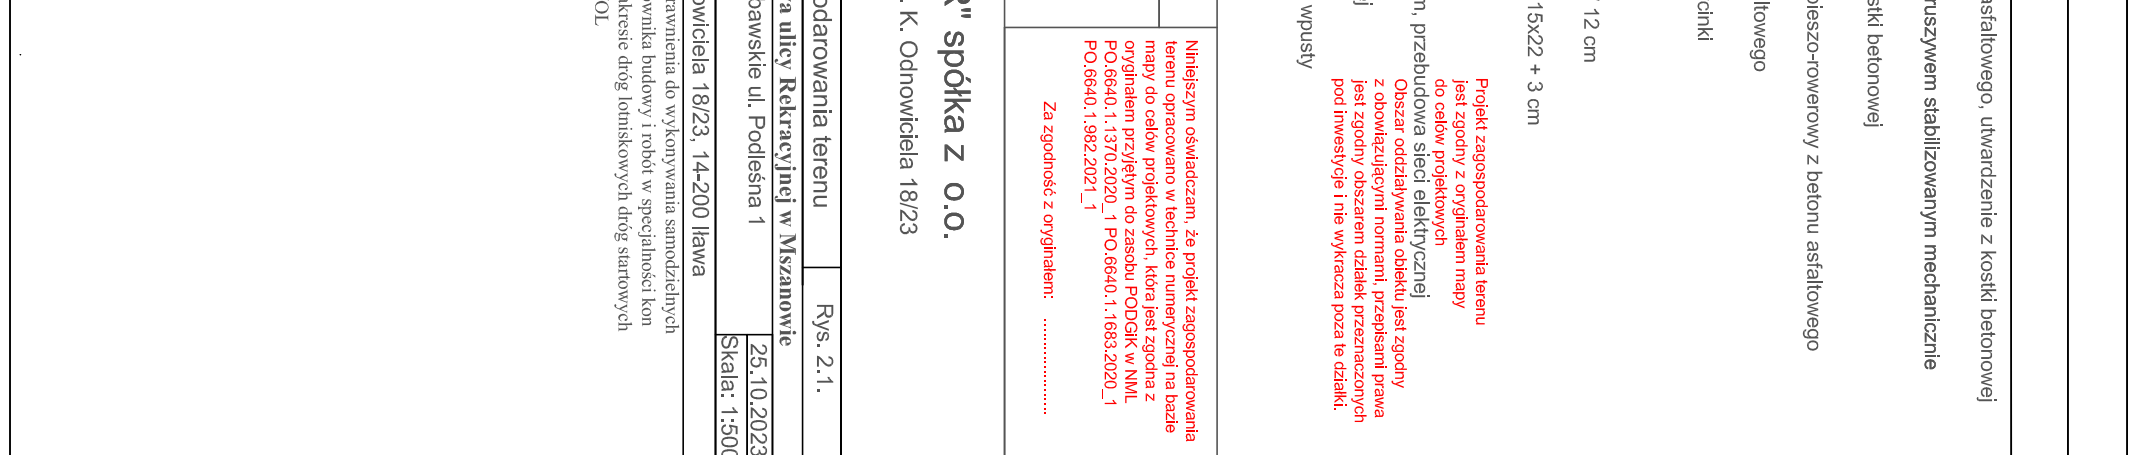 asfaltowego, utwardzenie z kostki betonowej
ruszywem stabilizowanym mechanicznie
stki betonowej
pieszo-rowerowy z betonu asfaltowego
ltowego
cinki
12 cm
15x22 + 3 cm
Projekt zagospodarowania terenu
jest zgodny z oryginałem mapy
do celów projektowych
m, przebudowa sieci elektrycznej
Obszar oddziaływania obiektu jest zgodny
z obowiązującymi normami, przepisami prawa
jest zgodny obszarem działek przeznaczonych
pod inwestycje i nie wykracza poza te działki.
ej
wpusty
Niniejszym oświadczam, że projekt zagospodarowania
terenu opracowano w technice numerycznej na bazie
mapy do celów projektowych, która jest zgodna z
oryginałem przyjętym do zasobu PODGiK w NML
PO.6640.1.1370.2020_1 PO.6640.1.1683.2020_1
PO.6640.1.982.2021_1
Za zgodność z oryginałem: ......................
" spółka z o.o.
. K. Odnowiciela 18/23
odarowania terenu
Rys. 2.1.
a ulicy Rekracyjnej w Mszanowie
bawskie ul. Podleśna 1
25.10.2023
Skala: 1:500
owiciela 18/23, 14-200 Iława
rawnienia do wykonywania samodzielnych
ownika budowy i robót w specjalności kon
akresie dróg lotniskowych dróg startowych
OL